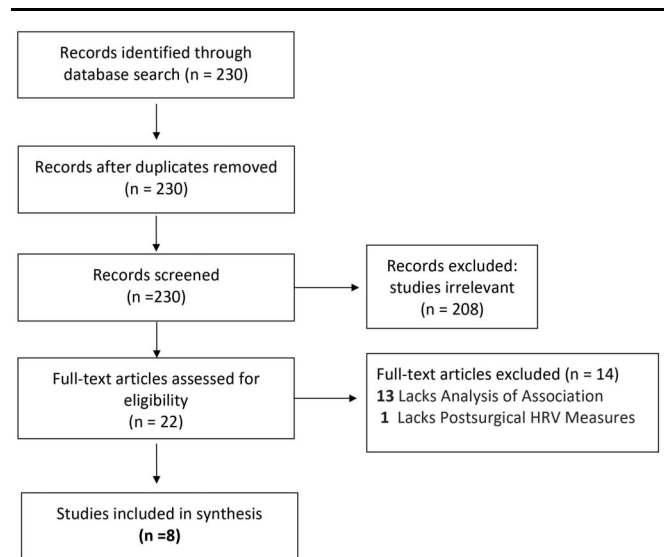 Records identified through
database search (n = 230)
Records after duplicates removed
(n = 230)
Records screened
(n =230)
Records excluded:
studies irrelevant
(n = 208)
Full-text articles assessed for
eligibility
(n = 22)
Full-text articles excluded (n = 14)
13 Lacks Analysis of Association
1 Lacks Postsurgical HRV Measures
Studies included in synthesis
(n =8)